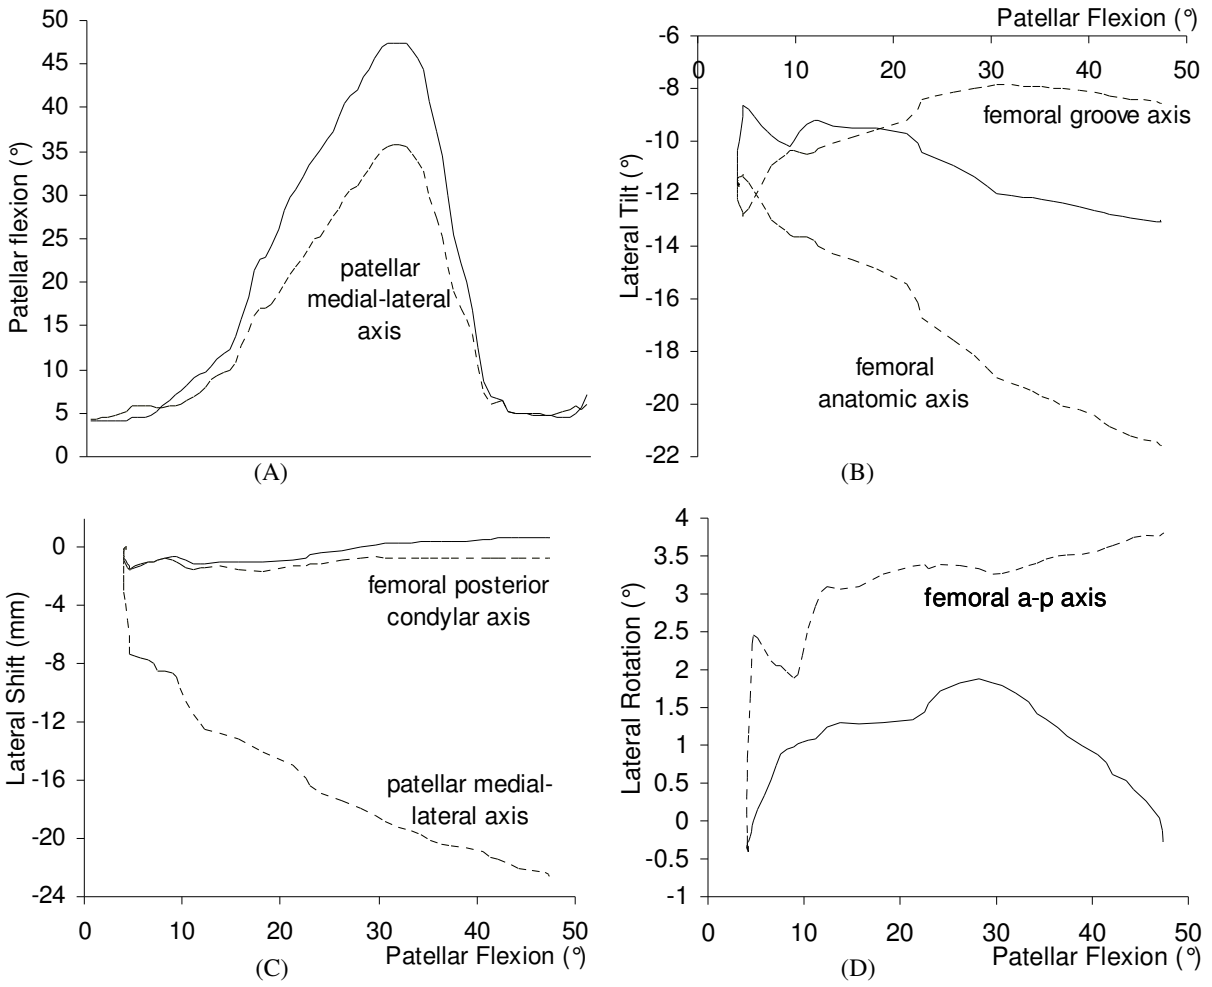 50
45
40
35
30
25
20
15
10
5
0
Patellar flexion (°)
patellar
medial-lateral
axis
(A)
Patellar Flexion (°)
-6
-8
-10
-12
-14
-16
-18
-20
-22
0 10 20 30 40 50
Lateral Tilt (°)
femoral groove axis
femoral
anatomic axis
(B)
0
-4
-8
-12
-16
-20
-24
Lateral Shift (mm)
femoral posterior
condylar axis
patellar medial-
lateral axis
0 10 20 30 40 50
Patellar Flexion (°)
(C)
4
3.5
3
2.5
2
1.5
1
0.5
0
-0.5
-1
Lateral Rotation (°)
femoral a-p axis
0 10 20 30 40 50
Patellar Flexion (°)
(D)